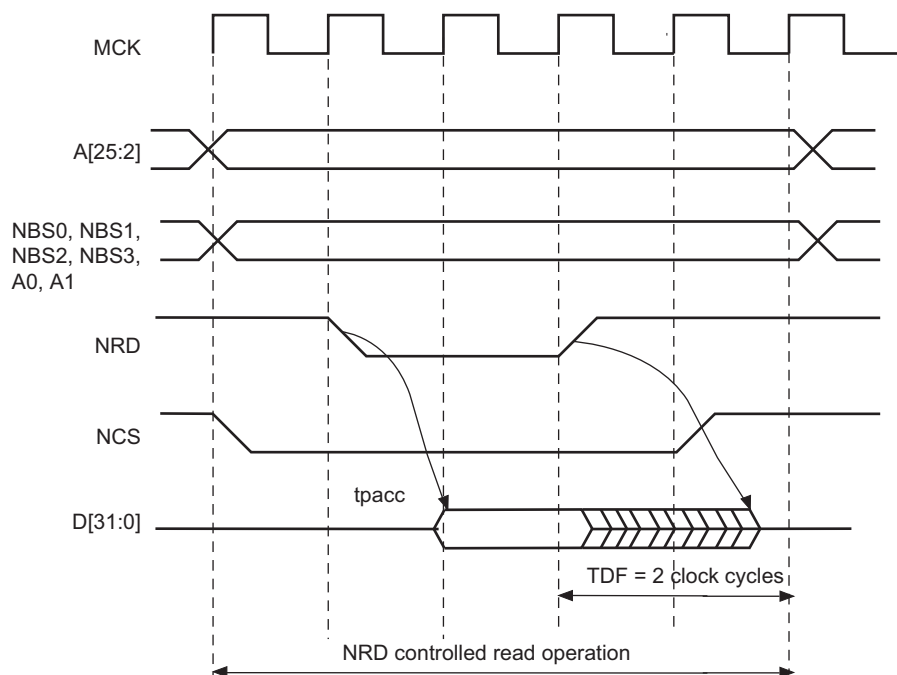 MCK
A[25:2]
NBS0, NBS1,
NBS2, NBS3,
A0, A1
NRD
NCS
tpacc
D[31:0]
TDF = 2 clock cycles
NRD controlled read operation